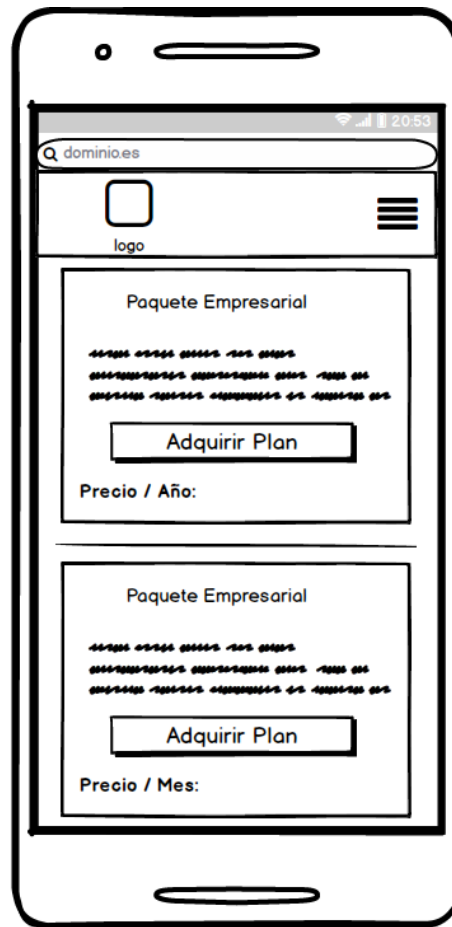 20:53
dominio.es
logo
Paquete Empresarial
Adquirir Plan
Precio / Año:
Paquete Empresarial
Adquirir Plan
Precio / Mes: